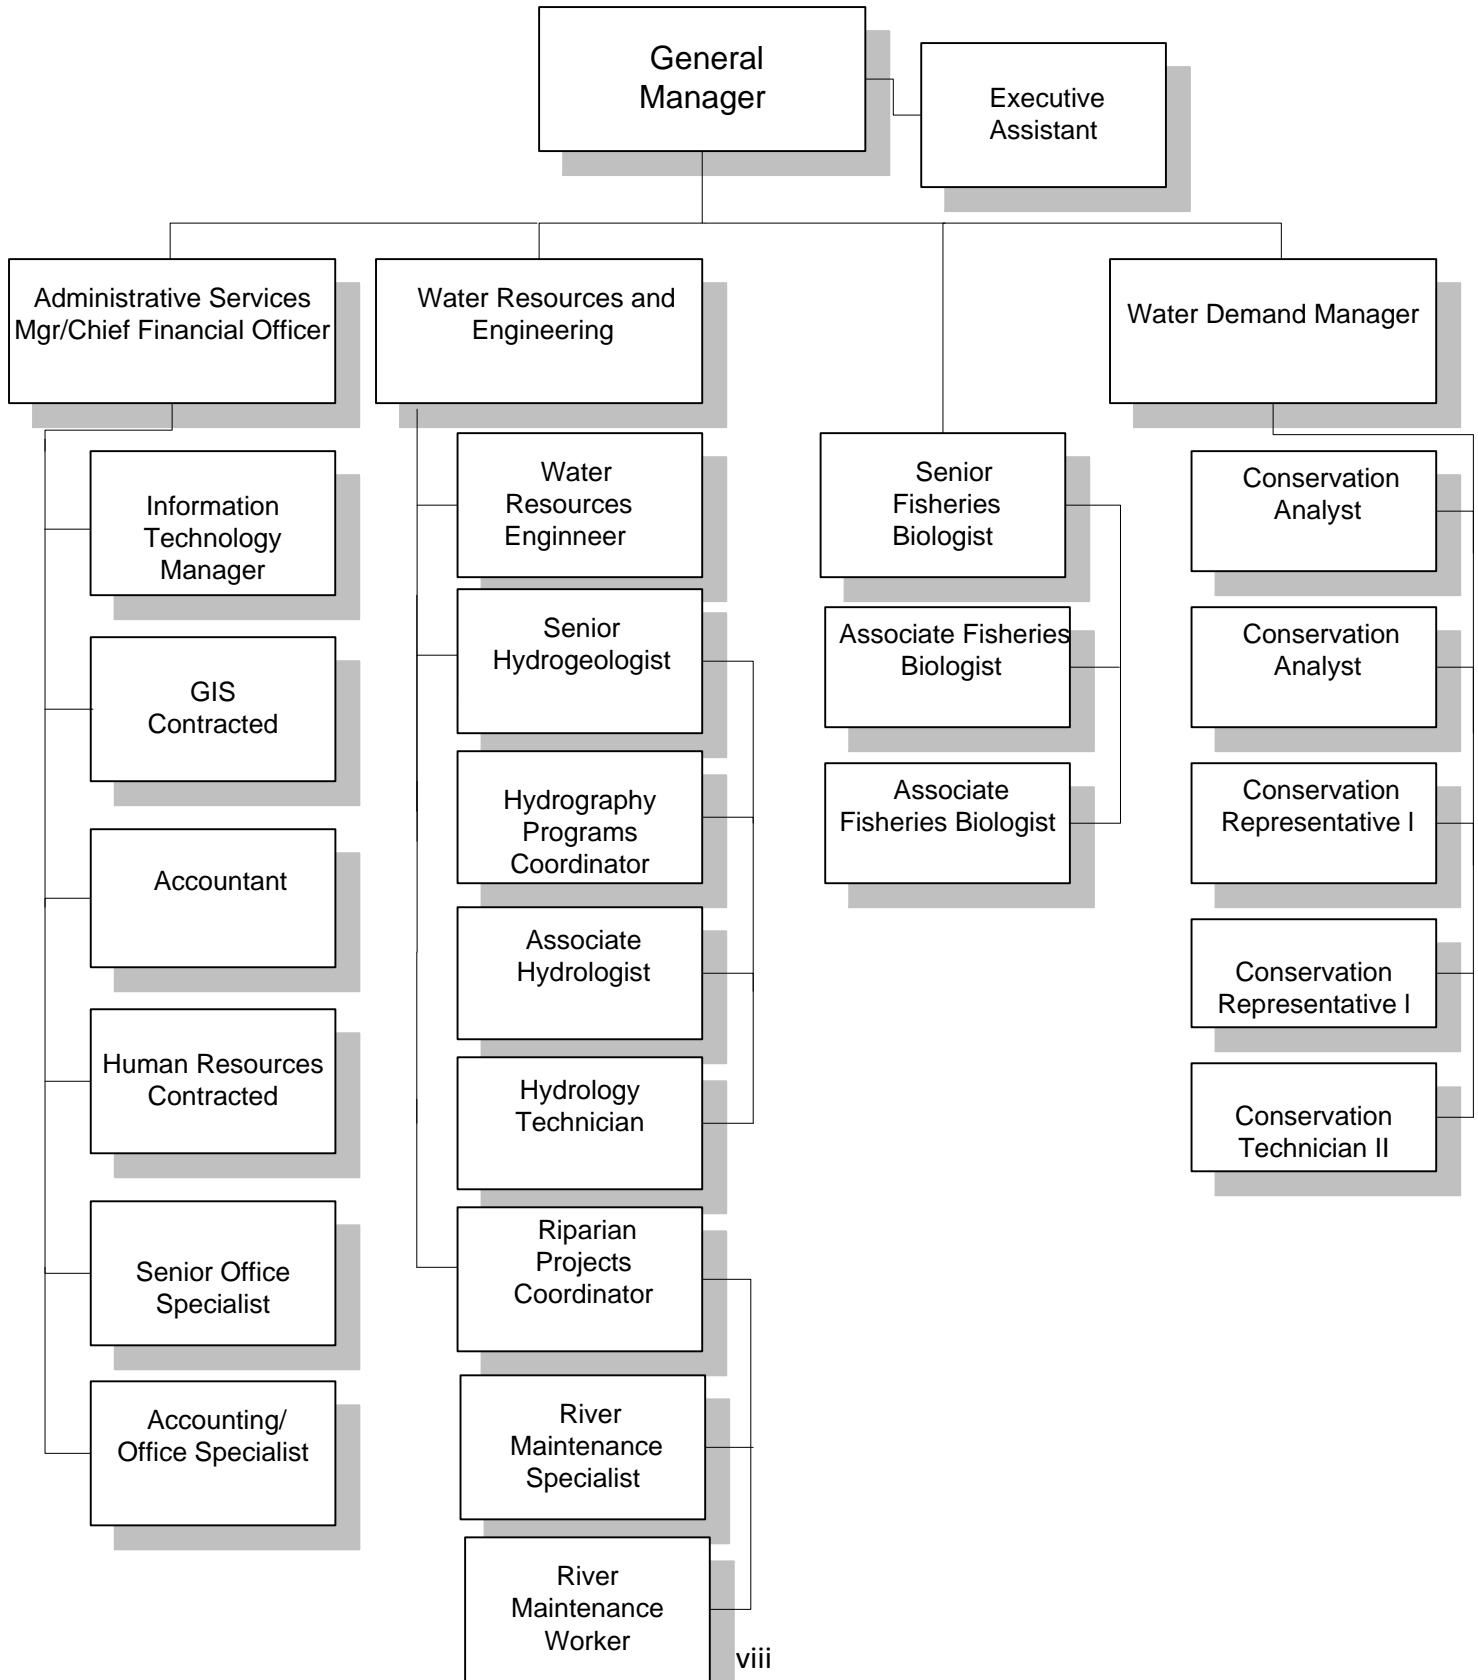 General
Manager
Executive
Assistant
Administrative Services
Mgr/Chief Financial Officer
Water Resources and
Engineering
Water Demand Manager
Information
Technology
Manager
GIS
Contracted
Accountant
Human Resources
Contracted
Senior Office
Specialist
Accounting/
Office Specialist
Water
Resources
Enginneer
Senior
Hydrogeologist
Hydrography
Programs
Coordinator
Associate
Hydrologist
Hydrology
Technician
Riparian
Projects
Coordinator
River
Maintenance
Specialist
River
Maintenance
Worker
Senior
Fisheries
Biologist
Associate Fisheries
Biologist
Associate
Fisheries Biologist
Conservation
Analyst
Conservation
Analyst
Conservation
Representative I
Conservation
Representative I
Conservation
Technician II
viii